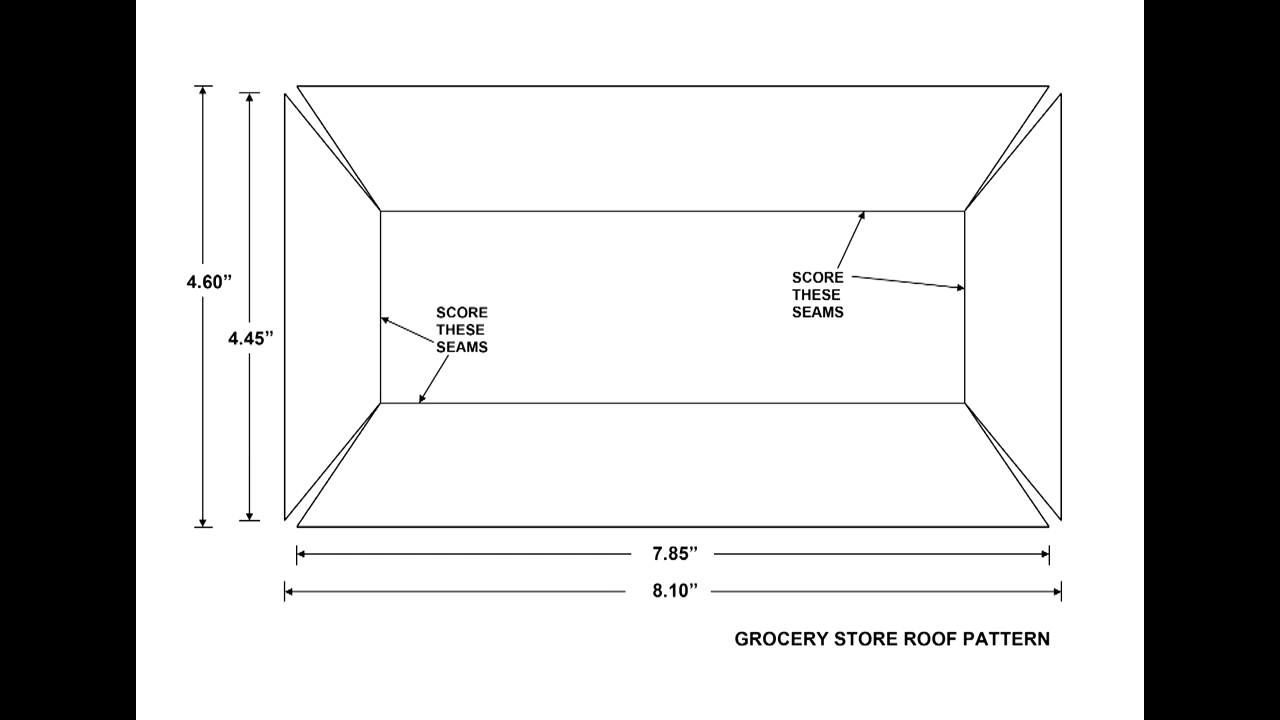 4.60”
4.45”
SCORE
THESE
SEAMS
SCORE
THESE
SEAMS
7.85”
8.10”
GROCERY STORE ROOF PATTERN